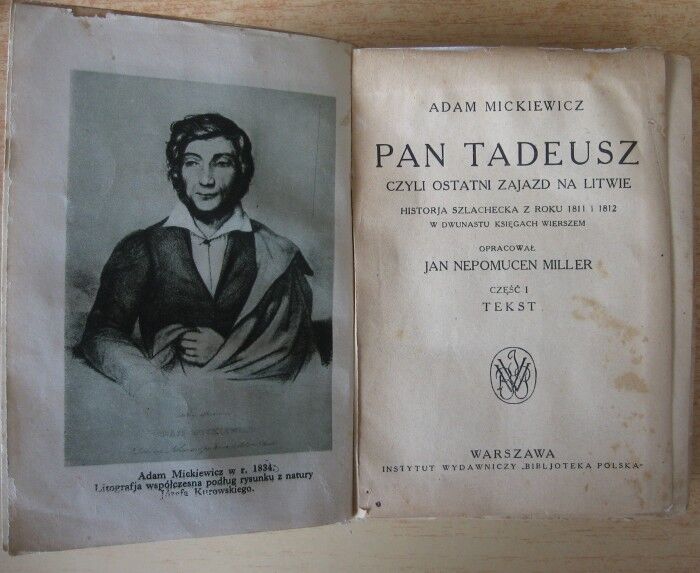 Adam Mickiewicz w r. 1834.
Litografja współczesna podług rysunku z natury
Józefa Kurowskiego.
ADAM MICKIEWICZ
PAN TADEUSZ
CZYLI OSTATNI ZAJAZD NA LITWIE
HISTORJA SZLACHECKA Z ROKU 1811 I 1812
W DWUNASTU KSIĘGACH WIERSZEM
OPRACOWAŁ
JAN NEPOMUCEN MILLER
CZĘŚĆ I
TEKST
WARSZAWA
INSTYTUT WYDAWNICZY „BIBLJOTEKA POLSKA"